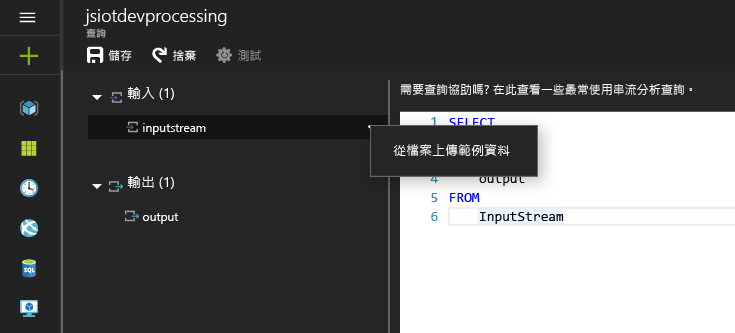 jsiotdevprocessing
查詢
儲存 捨棄 測試
需要查詢協助嗎? 在此查看一些最常使用串流分析查詢。
輸入 (1)
inputstream
從檔案上傳範例資料
輸出 (1)
output
1 SELECT
4 output
5 FROM
6 InputStream